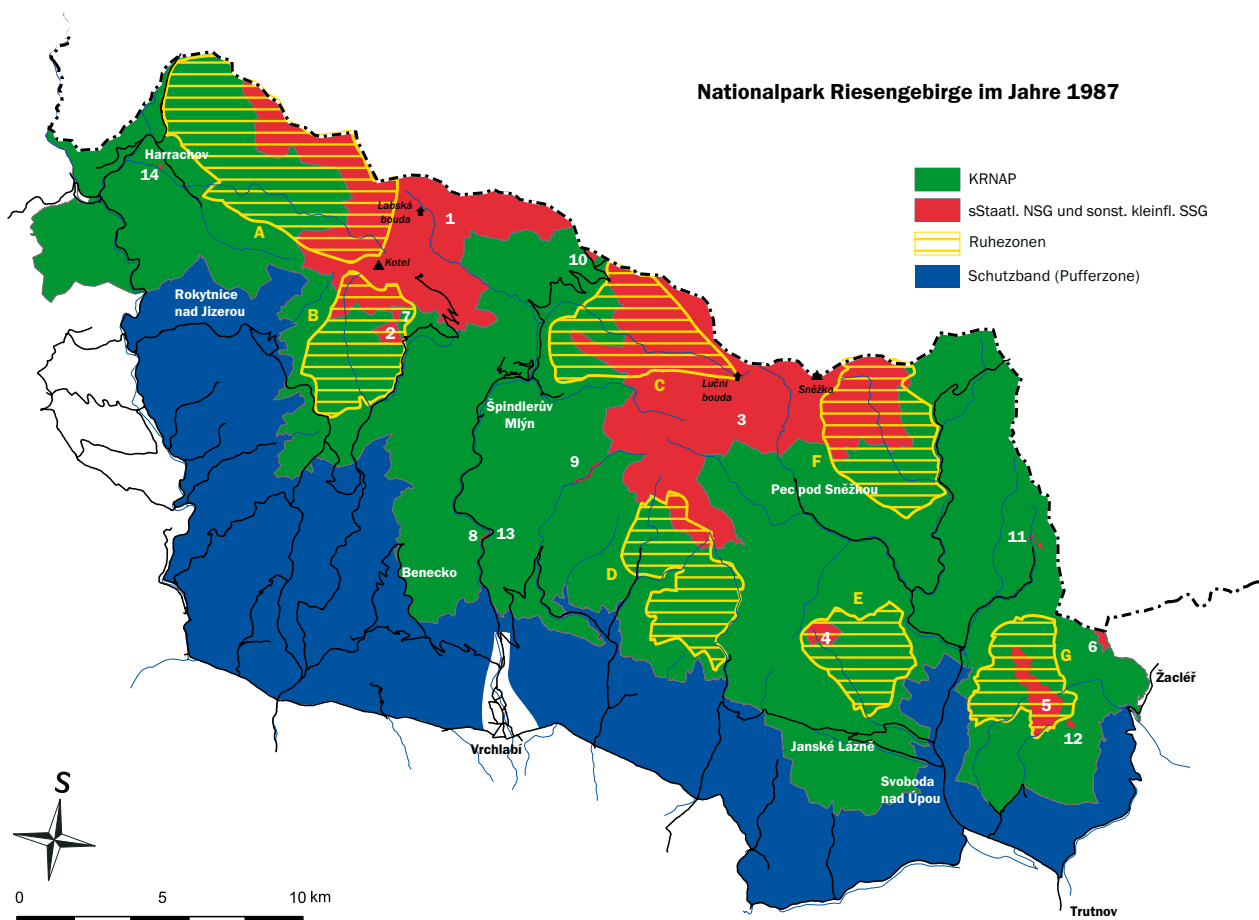 Nationalpark Riesengebirge im Jahre 1987
KRNAP
sStaatl. NSG und sonst. kleinfl. SSG
Ruhezonen
Schutzband (Pufferzone)
Harrachov
14
Labská
bouda
1
A
Kotel
10
Rokytnice
nad Jizerou
B
7
2
C
Luční
bouda
Sněžka
Špindlerův
Mlýn
3
9
F
Pec pod Sněžkou
8
13
11
Benecko
D
E
4
6
G
Žacléř
5
12
Vrchlabí
Janské Lázně
Svoboda
nad Úpou
S
0
5
10 km
Trutnov